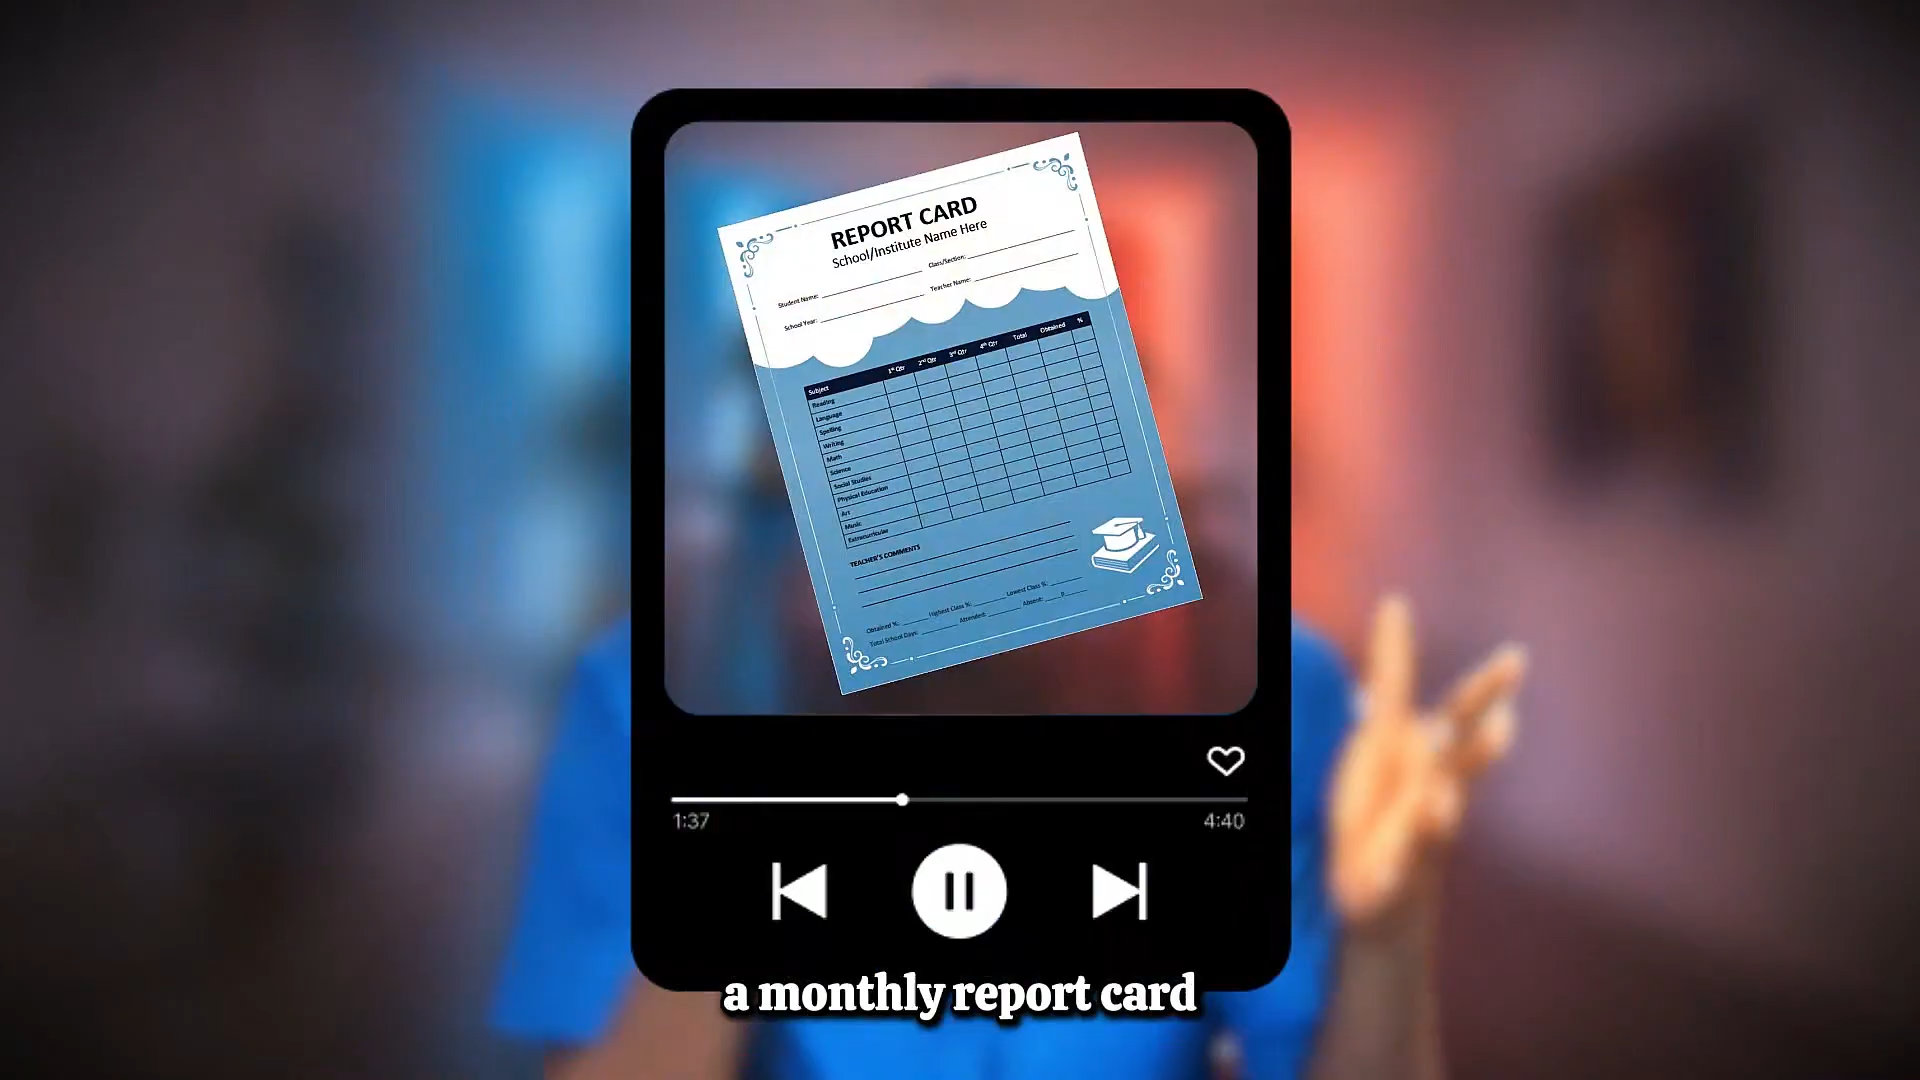 REPORT CARD
School/Institute Name Here
Student Name: Class/Section:
School Year: Teacher Name:
Subject 1st Qtr 2nd Qtr 3rd Qtr 4th Qtr Total Obtained %
Reading
Language
Spelling
Writing
Math
Science
Social Studies
Physical Education
Art
Music
Extracurricular
TEACHER'S COMMENTS
Obtained %: Highest Class %: Lowest Class %:
Total School Days: Attended: Absent:
1:37 4:40
a monthly report card